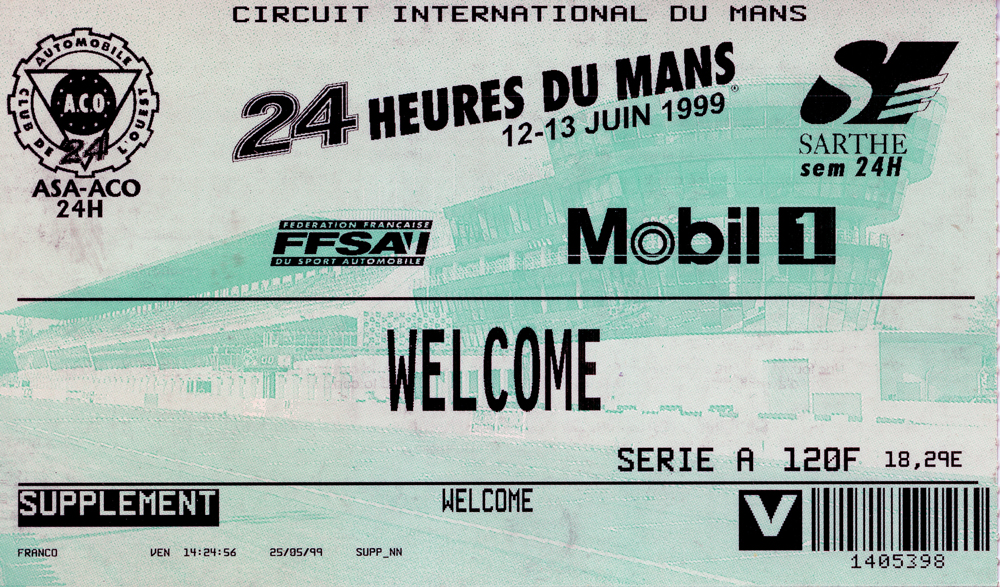 CIRCUIT INTERNATIONAL DU MANS
AUTOMOBILE CLUB DE L'OUEST
ACO
24
ASA-ACO
24H
24 HEURES DU MANS
12-13 JUIN 1999
SARTHE
sem 24H
FEDERATION FRANCAISE
FFSA
DU SPORT AUTOMOBILE
Mobil 1
WELCOME
SERIE A 120F 18,29E
SUPPLEMENT WELCOME V
FRANCO VEN 14:24:56 25/05/99 SUPP_NN
1405398